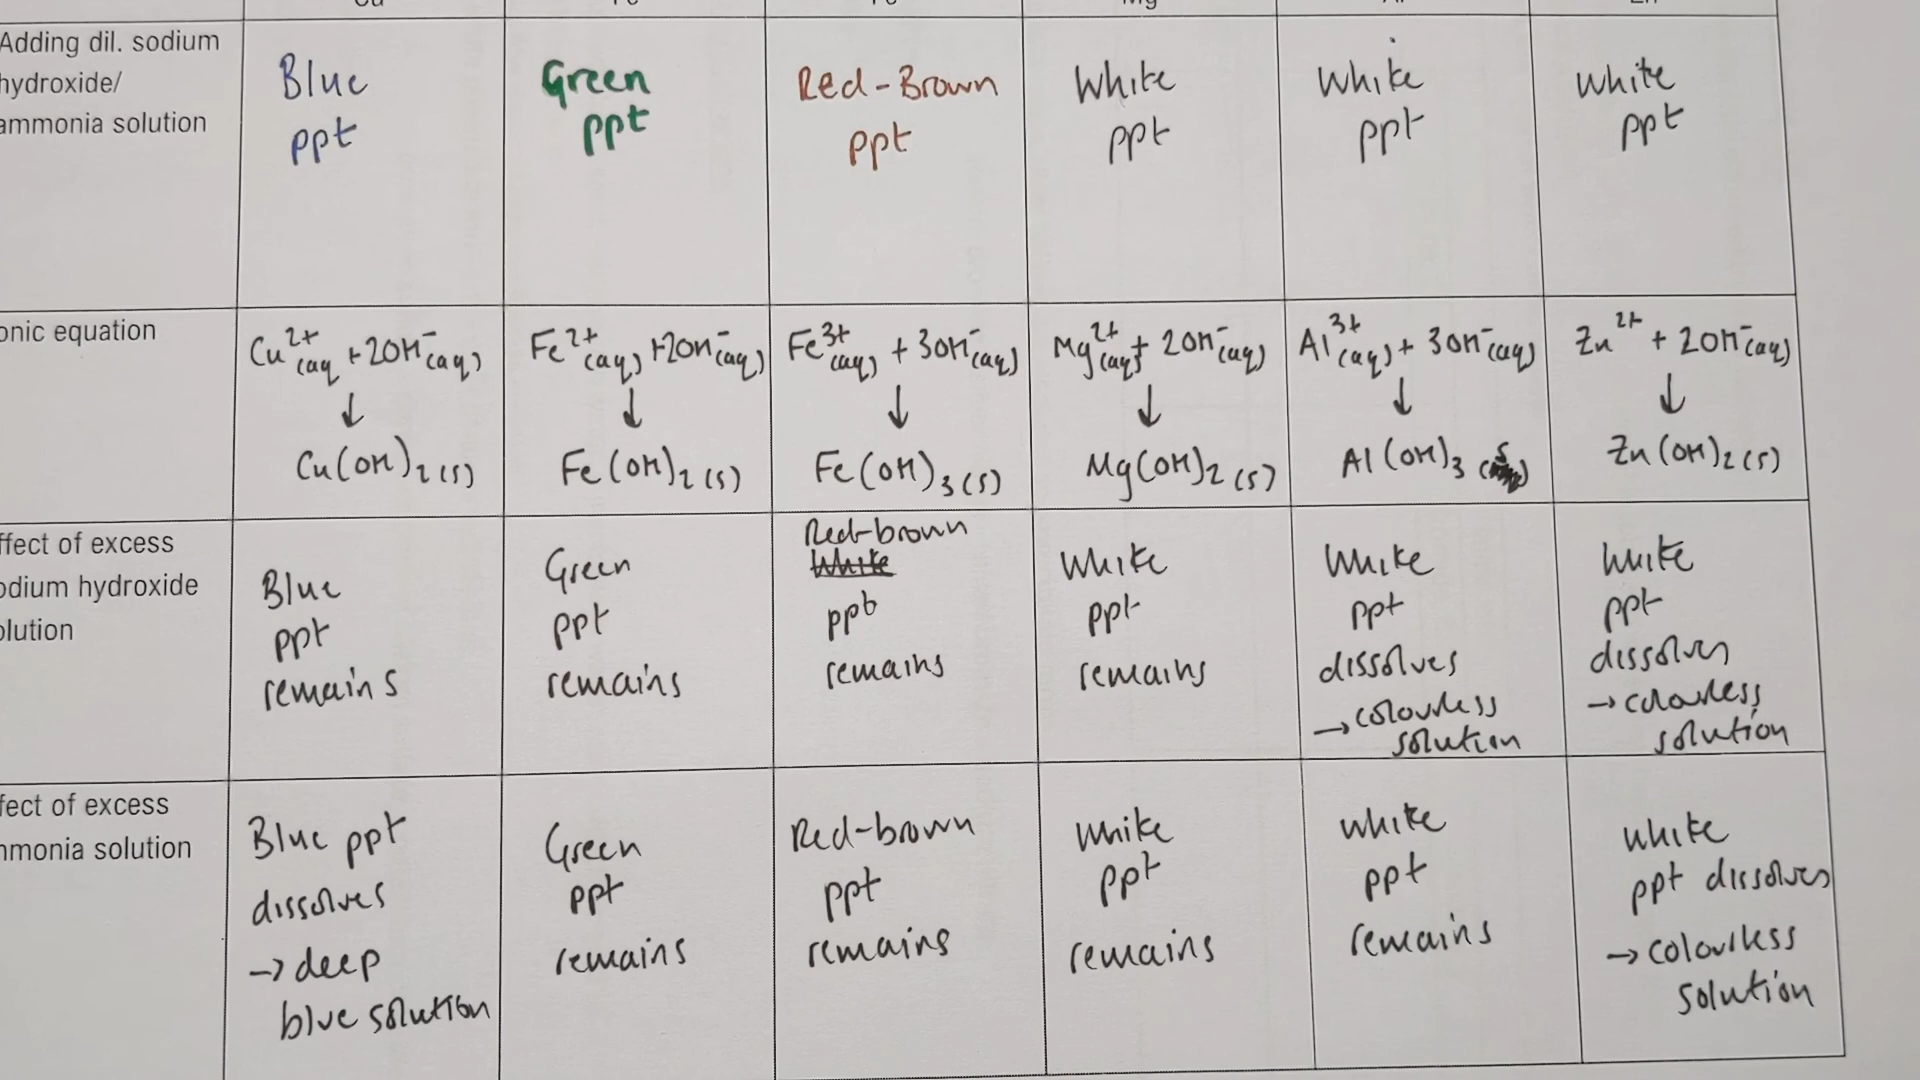 Adding dil. sodium
hydroxide/
ammonia solution
Blue
ppt
Green
ppt
Red-Brown
ppt
White
ppt
White
ppt
White
ppt
onic equation
Cu2+(aq + 2OH-(aq)
↓
Cu(OH)2(s)
Fe2+(aq) + 2OH-(aq)
↓
Fe(OH)2(s)
Fe3+(aq) + 3OH-(aq)
↓
Fe(OH)3(s)
Mg2+(aq) + 2OH-(aq)
↓
Mg(OH)2(s)
Al3+(aq) + 3OH-(aq)
↓
Al(OH)3(s)
Zn2+ + 2OH-(aq)
↓
Zn(OH)2(s)
ffect of excess
odium hydroxide
olution
Blue
ppt
remains
Green
ppt
remains
Red-brown
White
ppt
remains
White
ppt
remains
White
ppt
dissolves
→ colourless
solution
White
ppt
dissolves
→ colourless
solution
fect of excess
mmonia solution
Blue ppt
dissolves
→ deep
blue solution
Green
ppt
remains
Red-brown
ppt
remains
White
ppt
remains
White
ppt
remains
White
ppt dissolves
→ colourless
solution